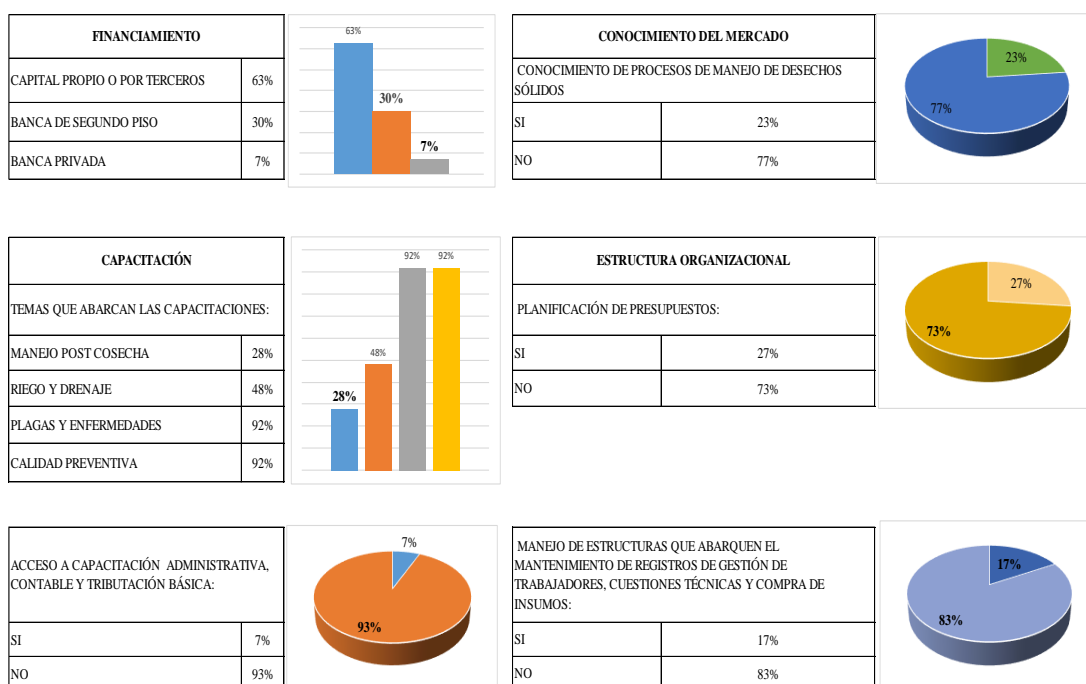 FINANCIAMIENTO
CAPITAL PROPIO O POR TERCEROS 63%
BANCA DE SEGUNDO PISO 30%
BANCA PRIVADA 7%
63%
30%
7%
CONOCIMIENTO DEL MERCADO
CONOCIMIENTO DE PROCESOS DE MANEJO DE DESECHOS
SÓLIDOS
SI 23%
NO 77%
23%
77%
CAPACITACIÓN
TEMAS QUE ABARCAN LAS CAPACITACIONES:
MANEJO POST COSECHA 28%
RIEGO Y DRENAJE 48%
PLAGAS Y ENFERMEDADES 92%
CALIDAD PREVENTIVA 92%
28%
48%
92%
92%
ESTRUCTURA ORGANIZACIONAL
PLANIFICACIÓN DE PRESUPUESTOS:
SI 27%
NO 73%
27%
73%
ACCESO A CAPACITACIÓN ADMINISTRATIVA,
CONTABLE Y TRIBUTACIÓN BÁSICA:
SI 7%
NO 93%
7%
93%
MANEJO DE ESTRUCTURAS QUE ABARQUEN EL
MANTENIMIENTO DE REGISTROS DE GESTIÓN DE
TRABAJADORES, CUESTIONES TÉCNICAS Y COMPRA DE
INSUMOS:
SI 17%
NO 83%
17%
83%